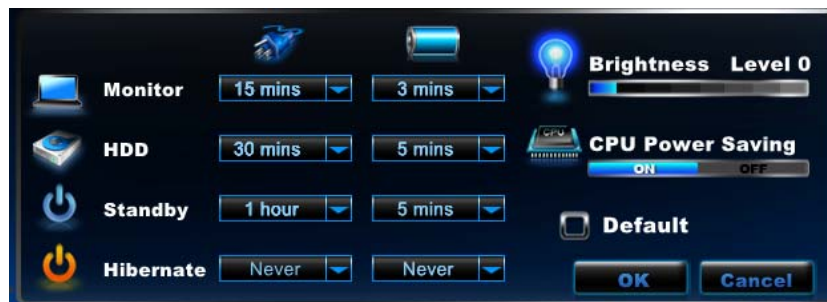 Monitor 15 mins 3 mins
HDD 30 mins 5 mins
Standby 1 hour 5 mins
Hibernate Never Never
Brightness Level 0
CPU
CPU Power Saving
ON OFF
Default
OK Cancel